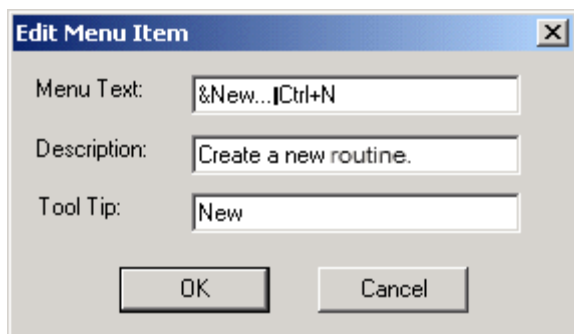 Edit Menu Item
Menu Text: &New...|Ctrl+N
Description: Create a new routine.
Tool Tip: New
OK Cancel